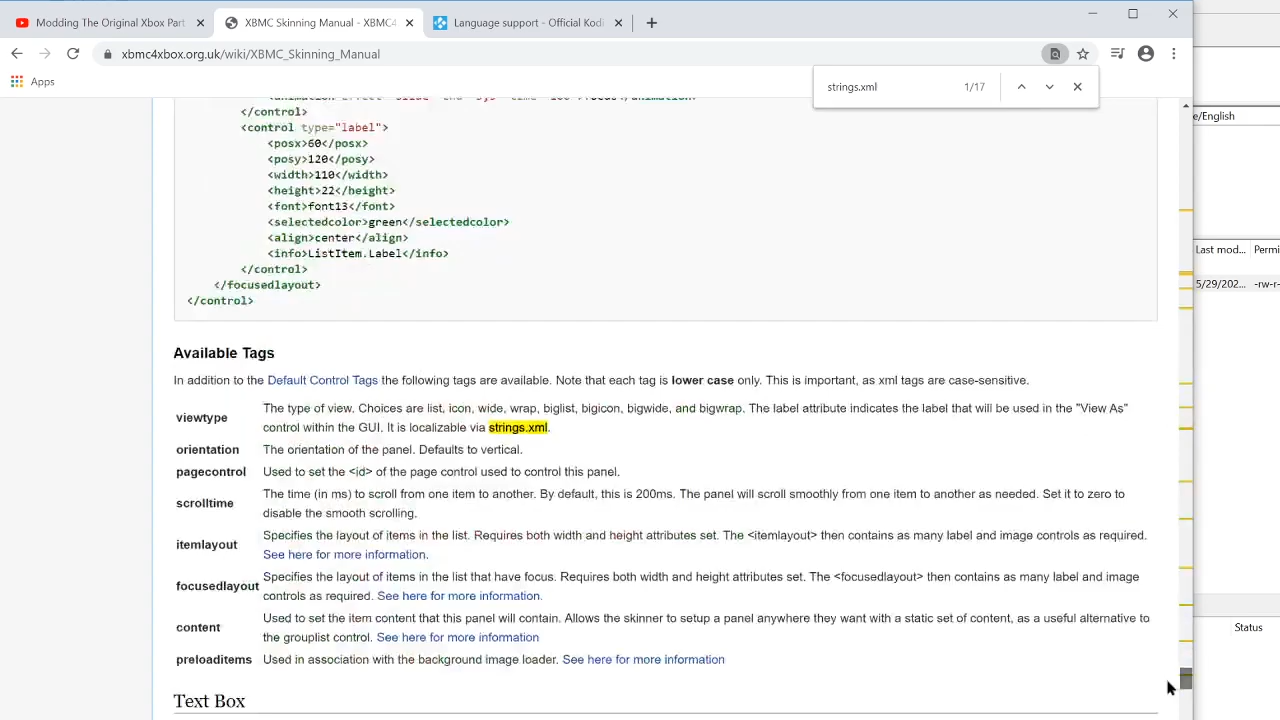 Modding The Original Xbox Part
XBMC Skinning Manual - XBMC4
Language support - Official Kodi
xbmc4xbox.org.uk/wiki/XBMC_Skinning_Manual
Apps
strings.xml 1/17
</control>
<control type="label">
<posx>60</posx>
<posy>120</posy>
<width>110</width>
<height>22</height>
<font>font13</font>
<selectedcolor>green</selectedcolor>
<align>center</align>
<info>ListItem.Label</info>
</control>
</focusedlayout>
</control>
Available Tags
In addition to the Default Control Tags the following tags are available. Note that each tag is lower case only. This is important, as xml tags are case-sensitive.
viewtype The type of view. Choices are list, icon, wide, wrap, biglist, bigicon, bigwide, and bigwrap. The label attribute indicates the label that will be used in the "View As"
control within the GUI. It is localizable via strings.xml.
orientation The orientation of the panel. Defaults to vertical.
pagecontrol Used to set the <id> of the page control used to control this panel.
scrolltime The time (in ms) to scroll from one item to another. By default, this is 200ms. The panel will scroll smoothly from one item to another as needed. Set it to zero to
disable the smooth scrolling.
itemlayout Specifies the layout of items in the list. Requires both width and height attributes set. The <itemlayout> then contains as many label and image controls as required.
See here for more information.
focusedlayout Specifies the layout of items in the list that have focus. Requires both width and height attributes set. The <focusedlayout> then contains as many label and image
controls as required. See here for more information.
content Used to set the item content that this panel will contain. Allows the skinner to setup a panel anywhere they want with a static set of content, as a useful alternative to
the grouplist control. See here for more information
preloaditems Used in association with the background image loader. See here for more information
Text Box
e/English
Last mod... Permi
5/29/202... -rw-r-
Status